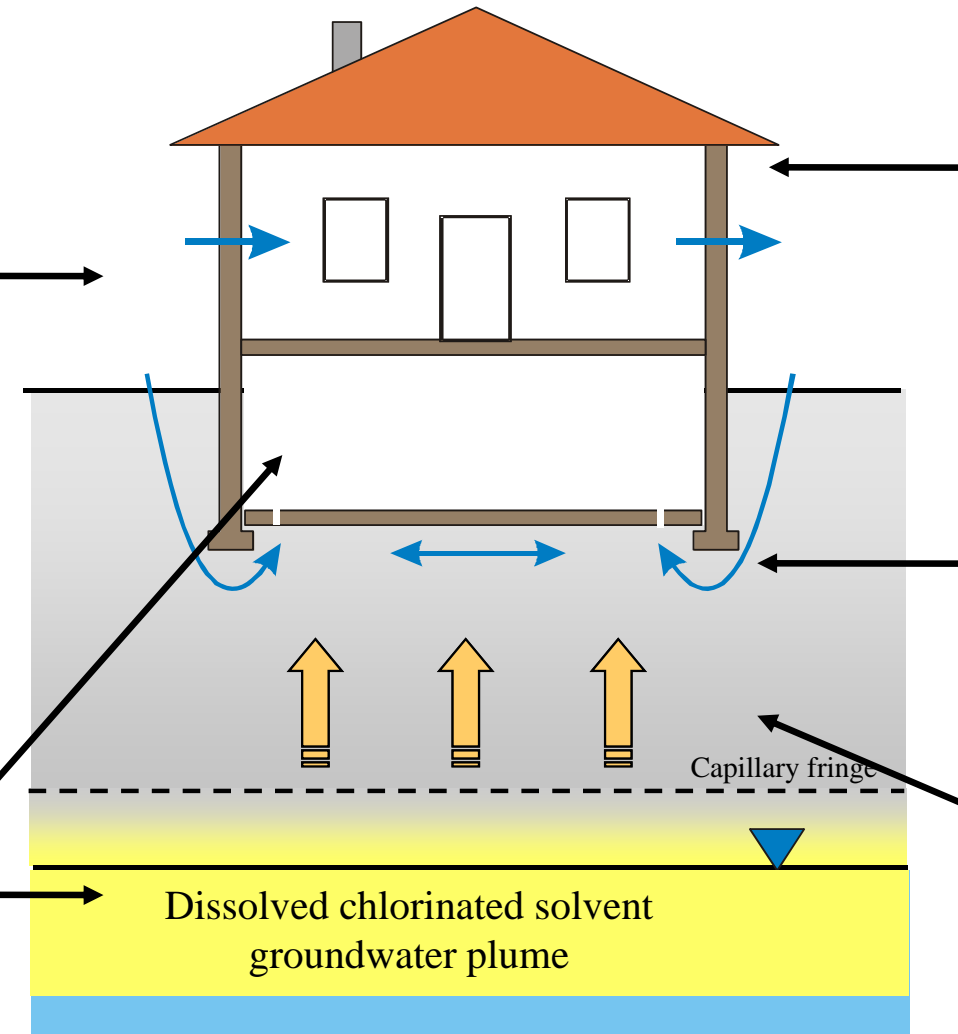 Capillary fringe
Dissolved chlorinated solvent
groundwater plume